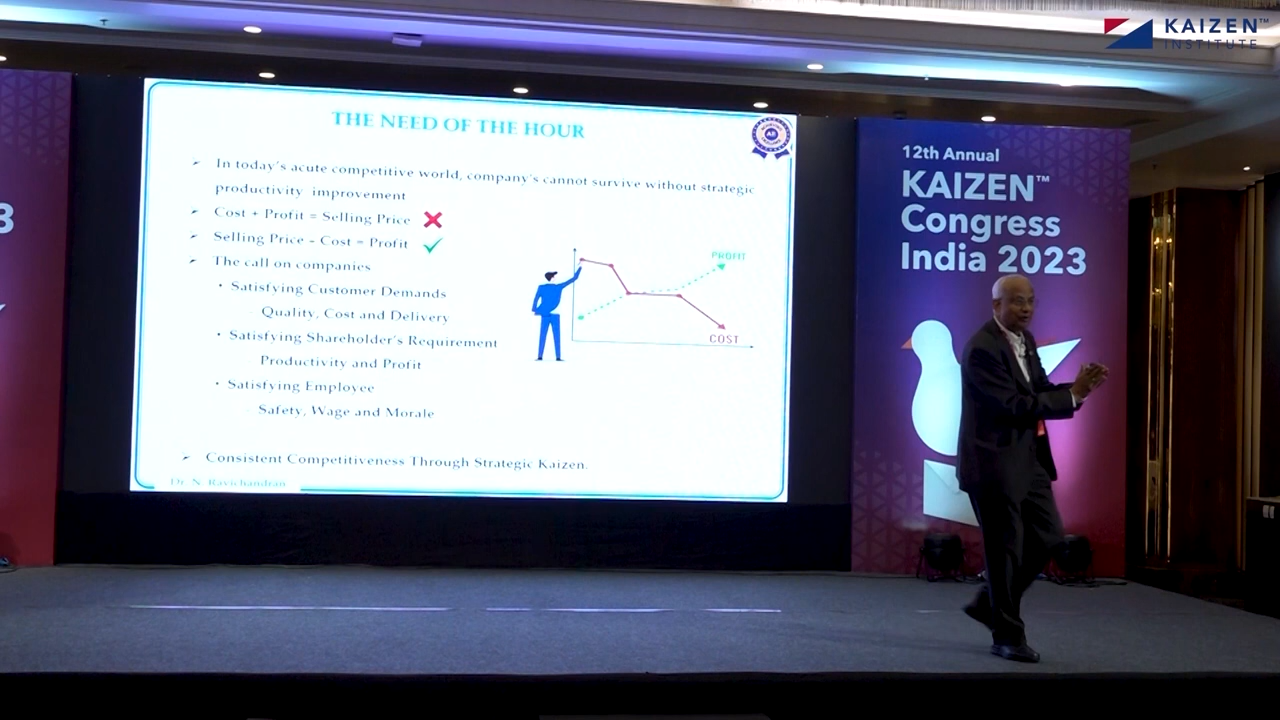 KAIZEN™
INSTITUTE
THE NEED OF THE HOUR
In today's acute competitive world, company's cannot survive without strategic
productivity improvement
Cost + Profit = Selling Price
Selling Price – Cost = Profit
The call on companies
• Satisfying Customer Demands
Quality, Cost and Delivery
• Satisfying Shareholder's Requirement
Productivity and Profit
• Satisfying Employee
Safety, Wage and Morale
Consistent Competitiveness Through Strategic Kaizen.
Dr. N. Ravichandran
PROFIT
COST
12th Annual
KAIZEN™
Congress
India 2023
3